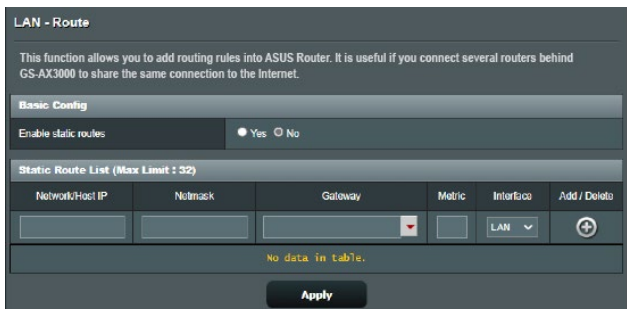 LAN - Route
This function allows you to add routing rules into ASUS Router. It is useful if you connect several routers behind
GS-AX3000 to share the same connection to the Internet.
Basic Config
Enable static routes Yes No
Static Route List (Max Limit : 32)
Network/Host IP Netmask Gateway Metric Interface Add / Delete
LAN
No data in table.
Apply